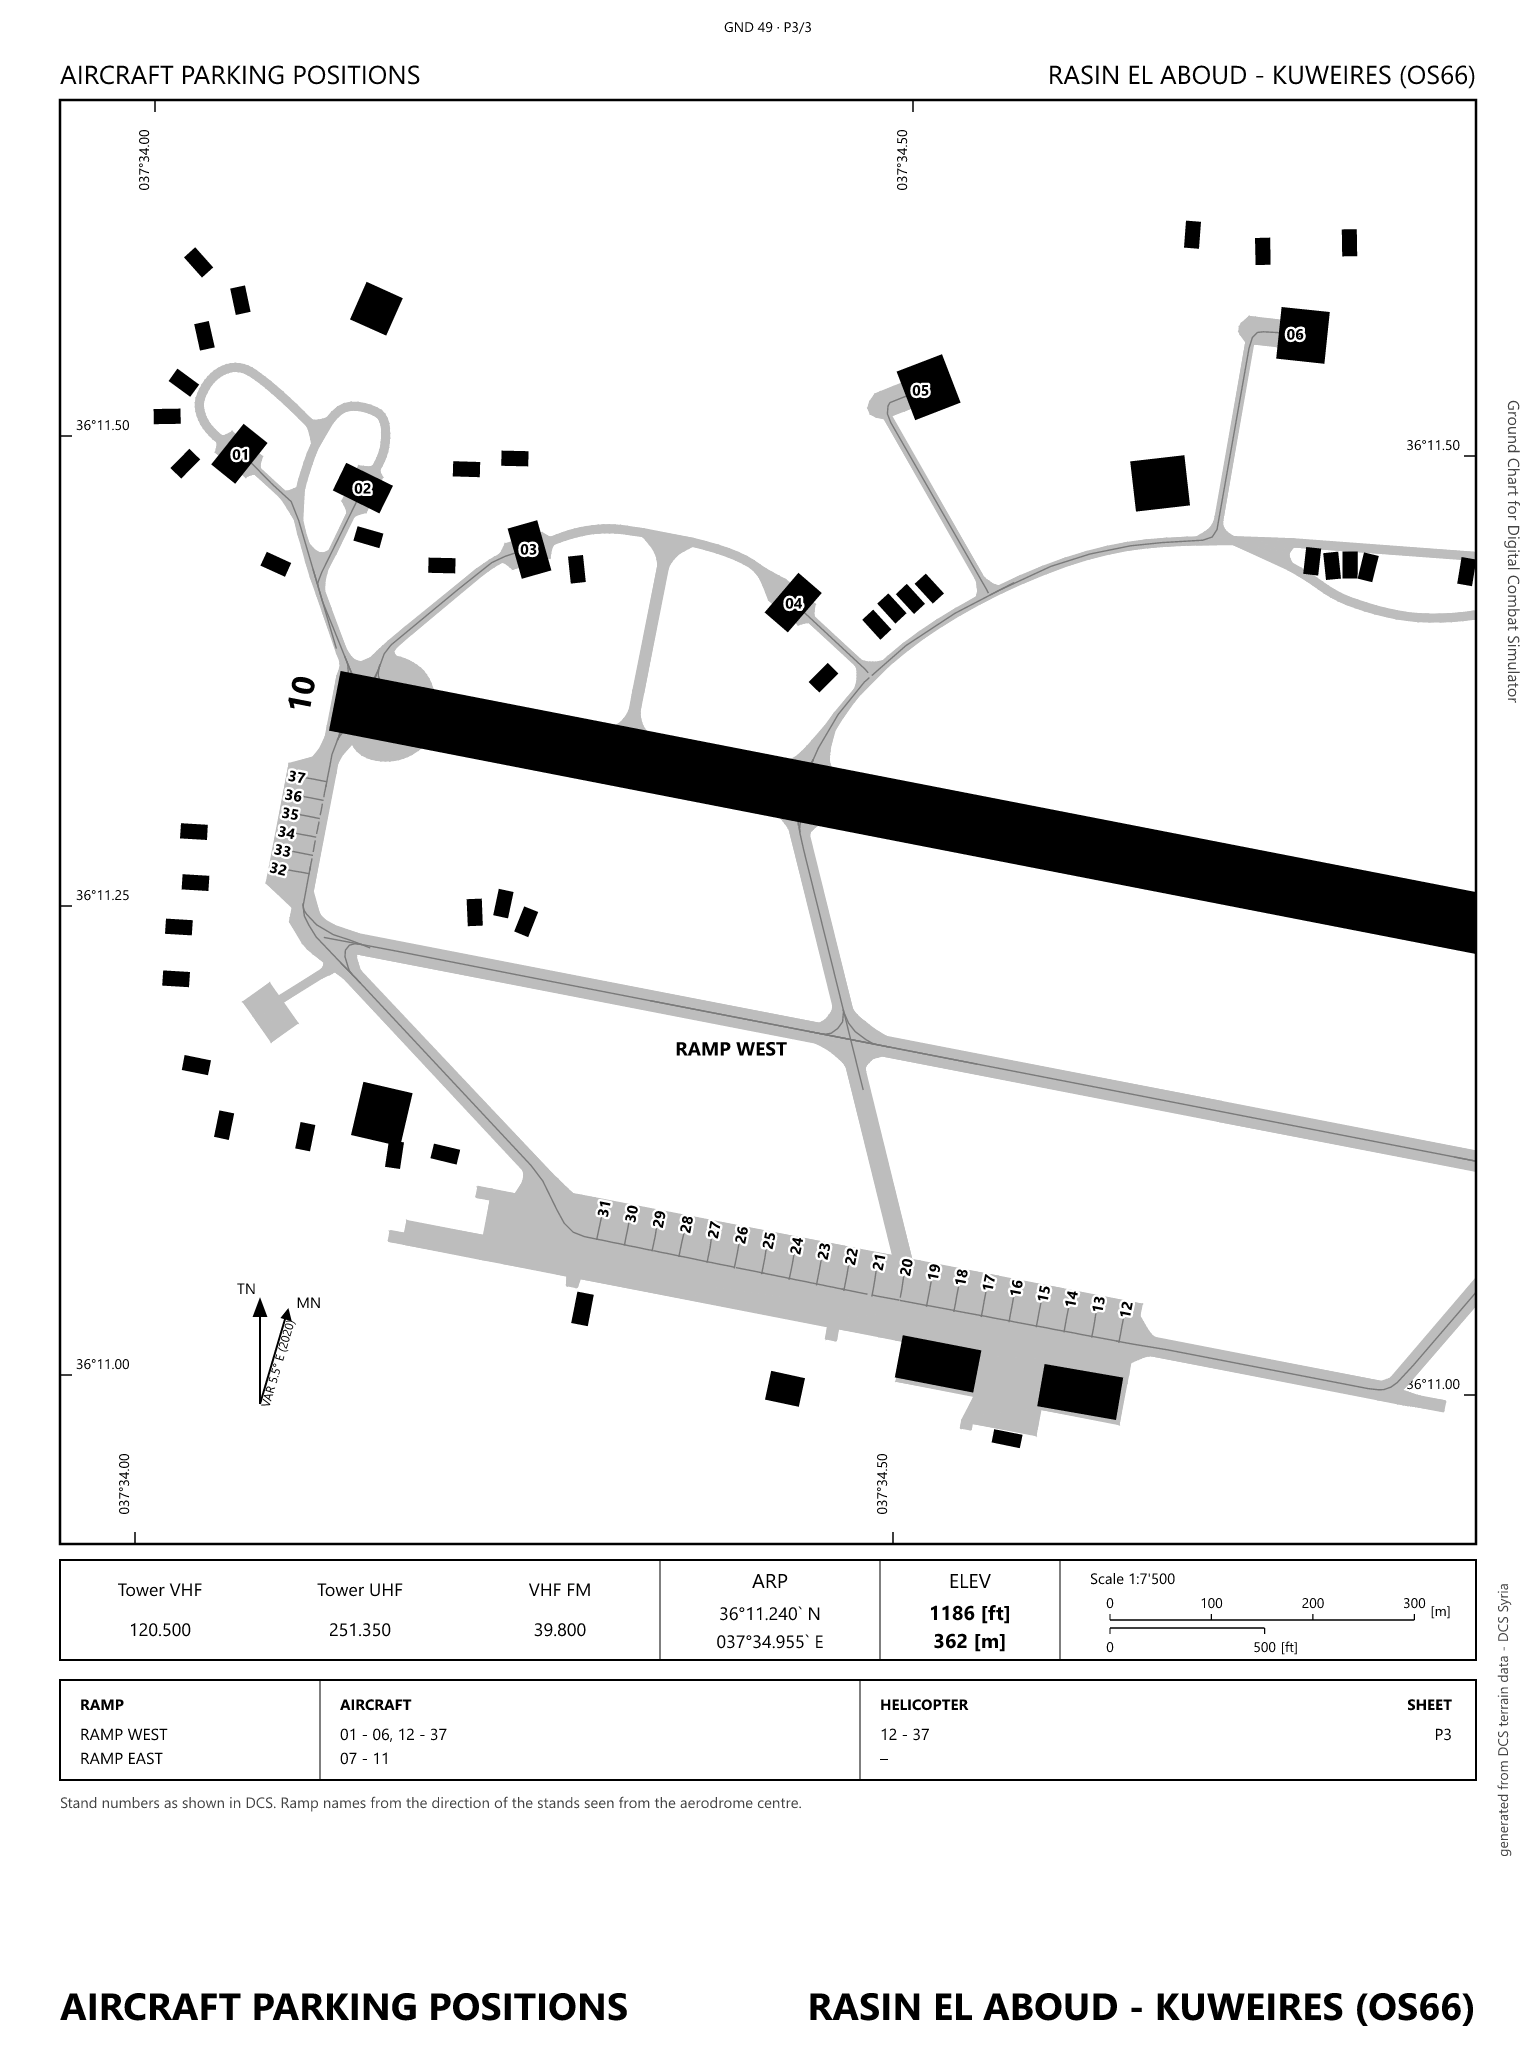 GND 49 · P3/3
AIRCRAFT PARKING POSITIONS
RASIN EL ABOUD - KUWEIRES (OS66)
037°34.00
037°34.50
06
05
36°11.50
36°11.50
01
02
03
04
10
37
36
35
34
33
32
36°11.25
RAMP WEST
31
30
29
28
27
26
25
24
23
22
21
20
19
18
17
16
15
14
13
12
TN
MN
VAR 5.5° E (2020)
36°11.00
36°11.00
037°34.00
037°34.50
Ground Chart for Digital Combat Simulator
Tower VHF
120.500
Tower UHF
251.350
VHF FM
39.800
ARP
36°11.240` N
037°34.955` E
ELEV
1186 [ft]
362 [m]
Scale 1:7'500
0 100 200 300 [m]
0 500 [ft]
RAMP AIRCRAFT HELICOPTER SHEET
RAMP WEST 01 - 06, 12 - 37 12 - 37 P3
RAMP EAST 07 - 11 –
generated from DCS terrain data - DCS Syria
Stand numbers as shown in DCS. Ramp names from the direction of the stands seen from the aerodrome centre.
AIRCRAFT PARKING POSITIONS
RASIN EL ABOUD - KUWEIRES (OS66)